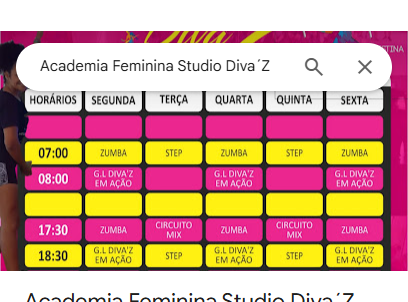 Diva'Z
TINA
Academia Feminina Studio Diva´Z
HORÁRIOS SEGUNDA TERÇA QUARTA QUINTA SEXTA
07:00 ZUMBA STEP ZUMBA STEP ZUMBA
08:00 G.L DIVA'Z EM AÇÃO G.L DIVA'Z EM AÇÃO G.L DIVA'Z EM AÇÃO
17:30 ZUMBA CIRCUITO MIX ZUMBA CIRCUITO MIX ZUMBA
18:30 G.L DIVA'Z EM AÇÃO STEP G.L DIVA'Z EM AÇÃO STEP G.L DIVA'Z EM AÇÃO
Academia Feminina Studio Diva´Z